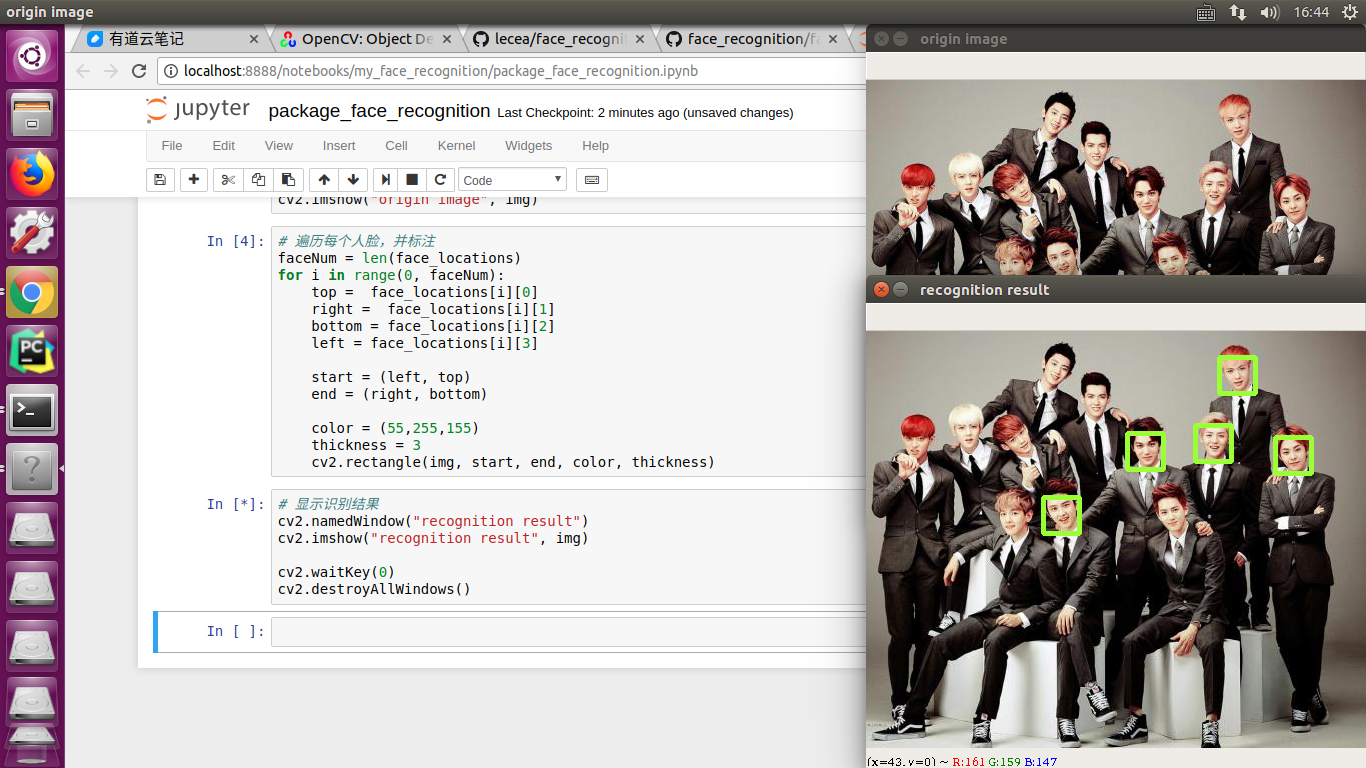 origin image
16:44
有道云笔记
OpenCV: Object De
lecea/face_recogni
face_recognition/f
localhost:8888/notebooks/my_face_recognition/package_face_recognition.ipynb
jupyter package_face_recognition Last Checkpoint: 2 minutes ago (unsaved changes)
File Edit View Insert Cell Kernel Widgets Help
Code
cv2.imshow("origin image", img)
In [4]:
# 遍历每个人脸，并标注
faceNum = len(face_locations)
for i in range(0, faceNum):
    top =  face_locations[i][0]
    right =  face_locations[i][1]
    bottom = face_locations[i][2]
    left = face_locations[i][3]
    start = (left, top)
    end = (right, bottom)
    color = (55,255,155)
    thickness = 3
    cv2.rectangle(img, start, end, color, thickness)
In [*]:
# 显示识别结果
cv2.namedWindow("recognition result")
cv2.imshow("recognition result", img)
cv2.waitKey(0)
cv2.destroyAllWindows()
In [ ]:
origin image
recognition result
(x=43, y=0) ~ R:161 G:159 B:147
PC